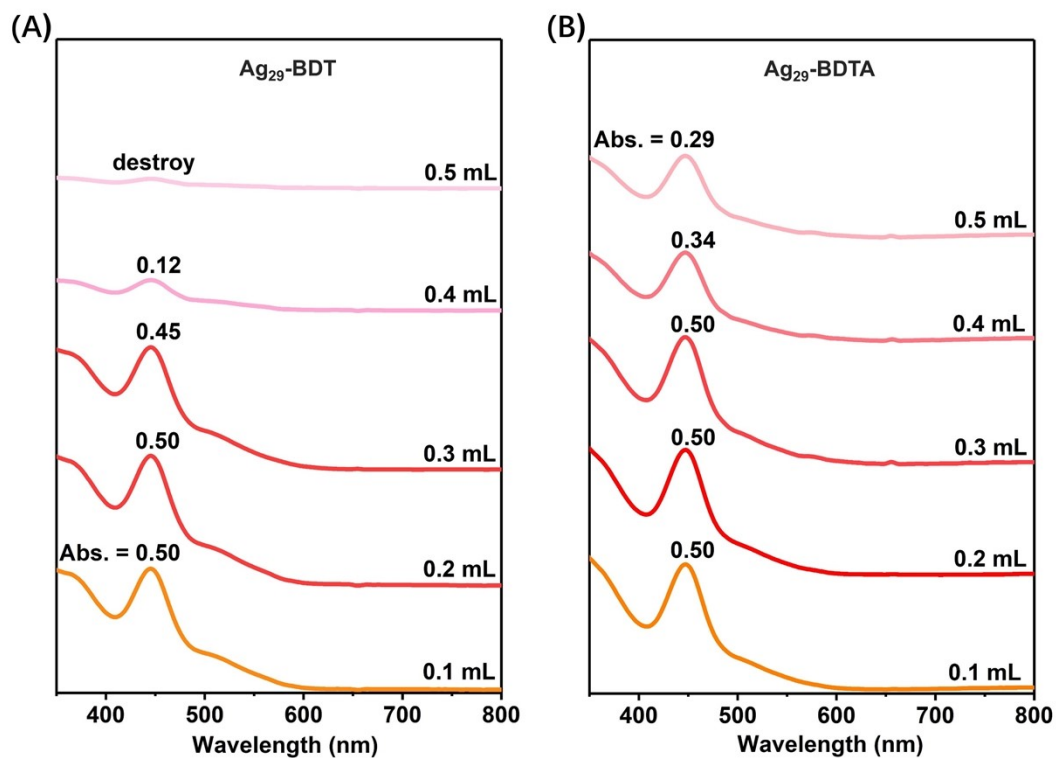 (A)
Ag₂₉-BDT
destroy
0.5 mL
0.12
0.4 mL
0.45
0.3 mL
0.50
0.2 mL
Abs. = 0.50
0.1 mL
400 500 600 700 800
Wavelength (nm)
(B)
Ag₂₉-BDTA
Abs. = 0.29
0.5 mL
0.34
0.4 mL
0.50
0.3 mL
0.50
0.2 mL
0.50
0.1 mL
400 500 600 700 800
Wavelength (nm)